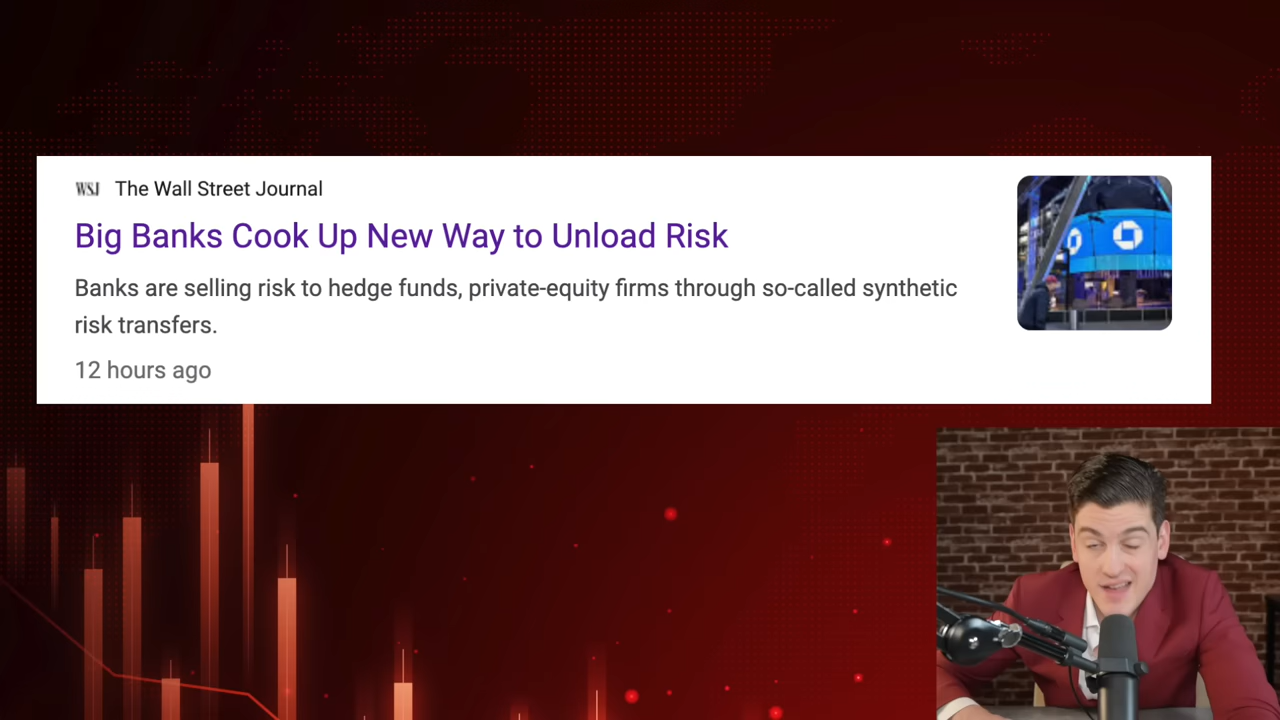 WSJ The Wall Street Journal
Big Banks Cook Up New Way to Unload Risk
Banks are selling risk to hedge funds, private-equity firms through so-called synthetic
risk transfers.
12 hours ago